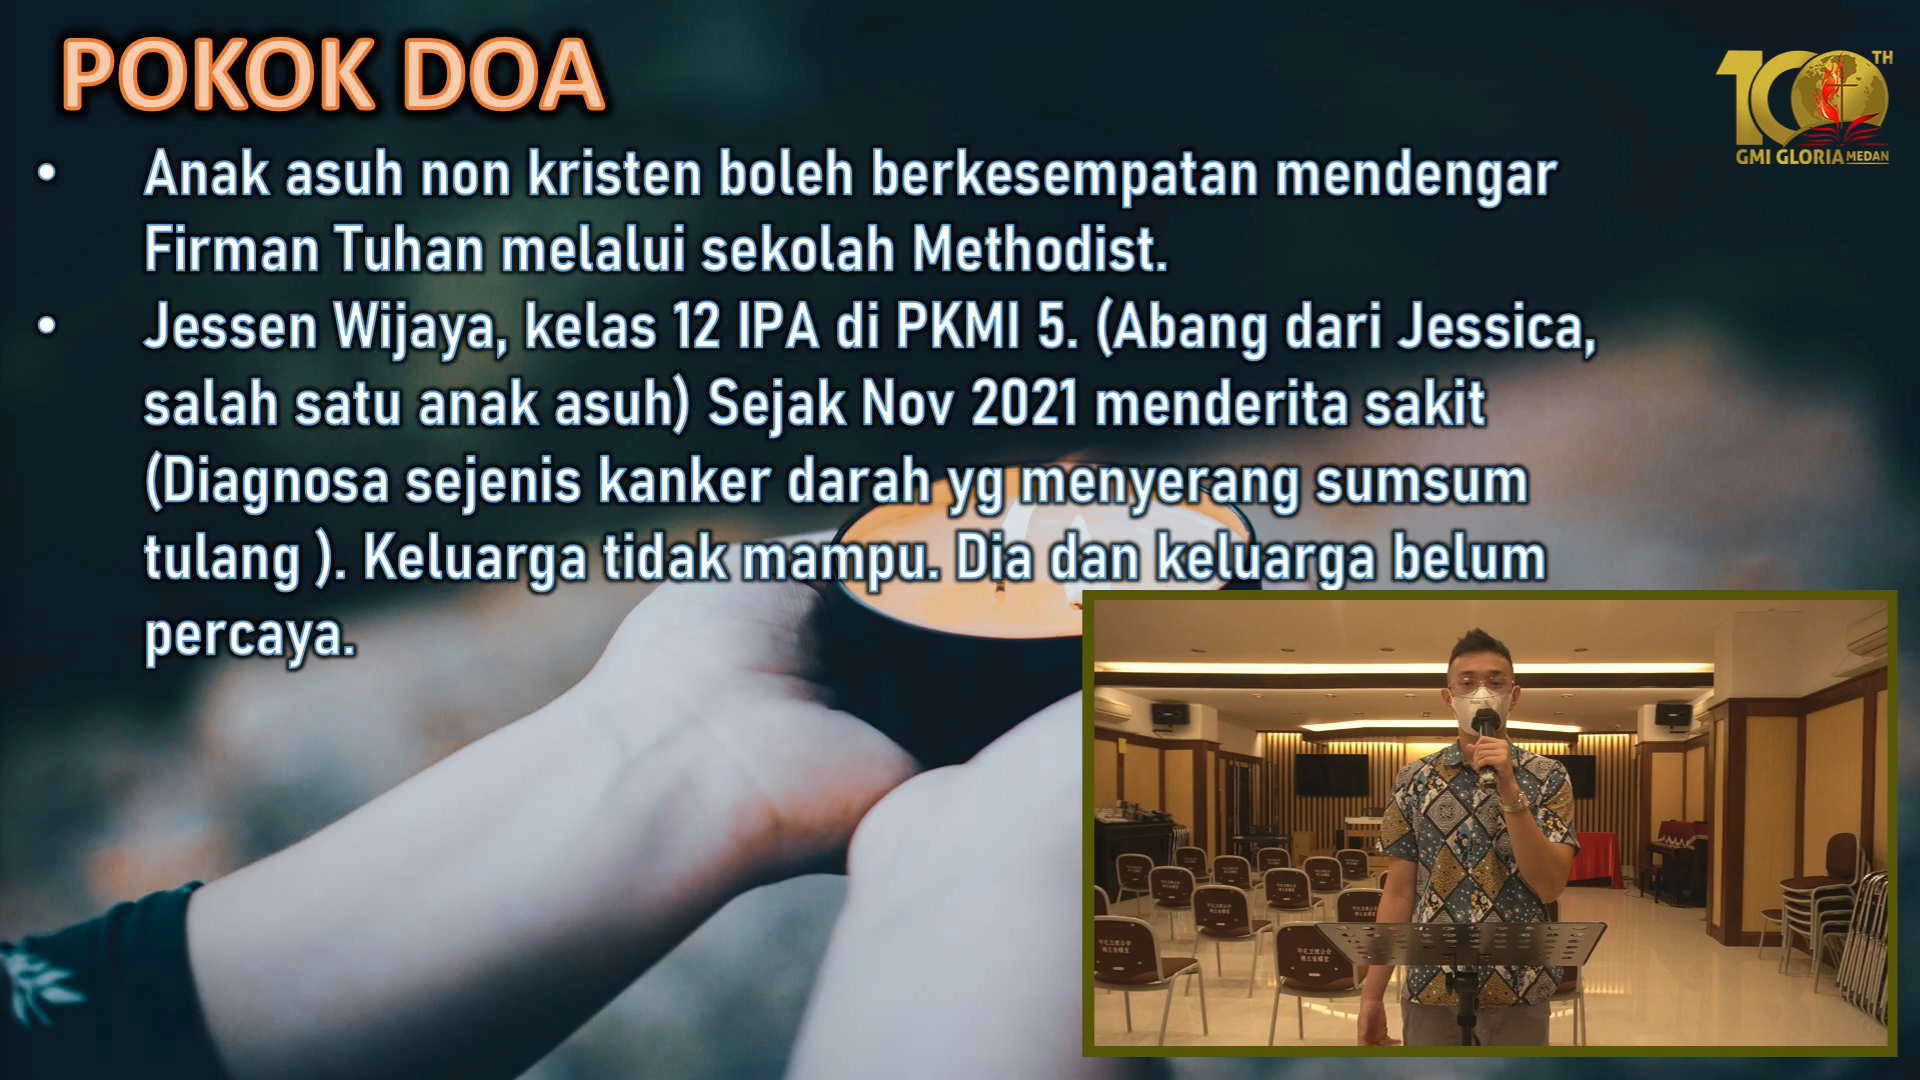 POKOK DOA
100TH
GMI GLORIA MEDAN
• Anak asuh non kristen boleh berkesempatan mendengar
Firman Tuhan melalui sekolah Methodist.
• Jessen Wijaya, kelas 12 IPA di PKMI 5. (Abang dari Jessica,
salah satu anak asuh) Sejak Nov 2021 menderita sakit
(Diagnosa sejenis kanker darah yg menyerang sumsum
tulang ). Keluarga tidak mampu. Dia dan keluarga belum
percaya.